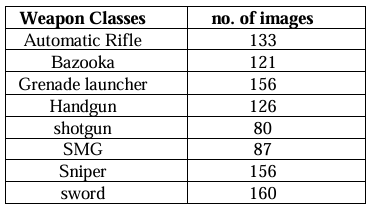 Weapon Classes no. of images
Automatic Rifle 133
Bazooka 121
Grenade launcher 156
Handgun 126
shotgun 80
SMG 87
Sniper 156
sword 160